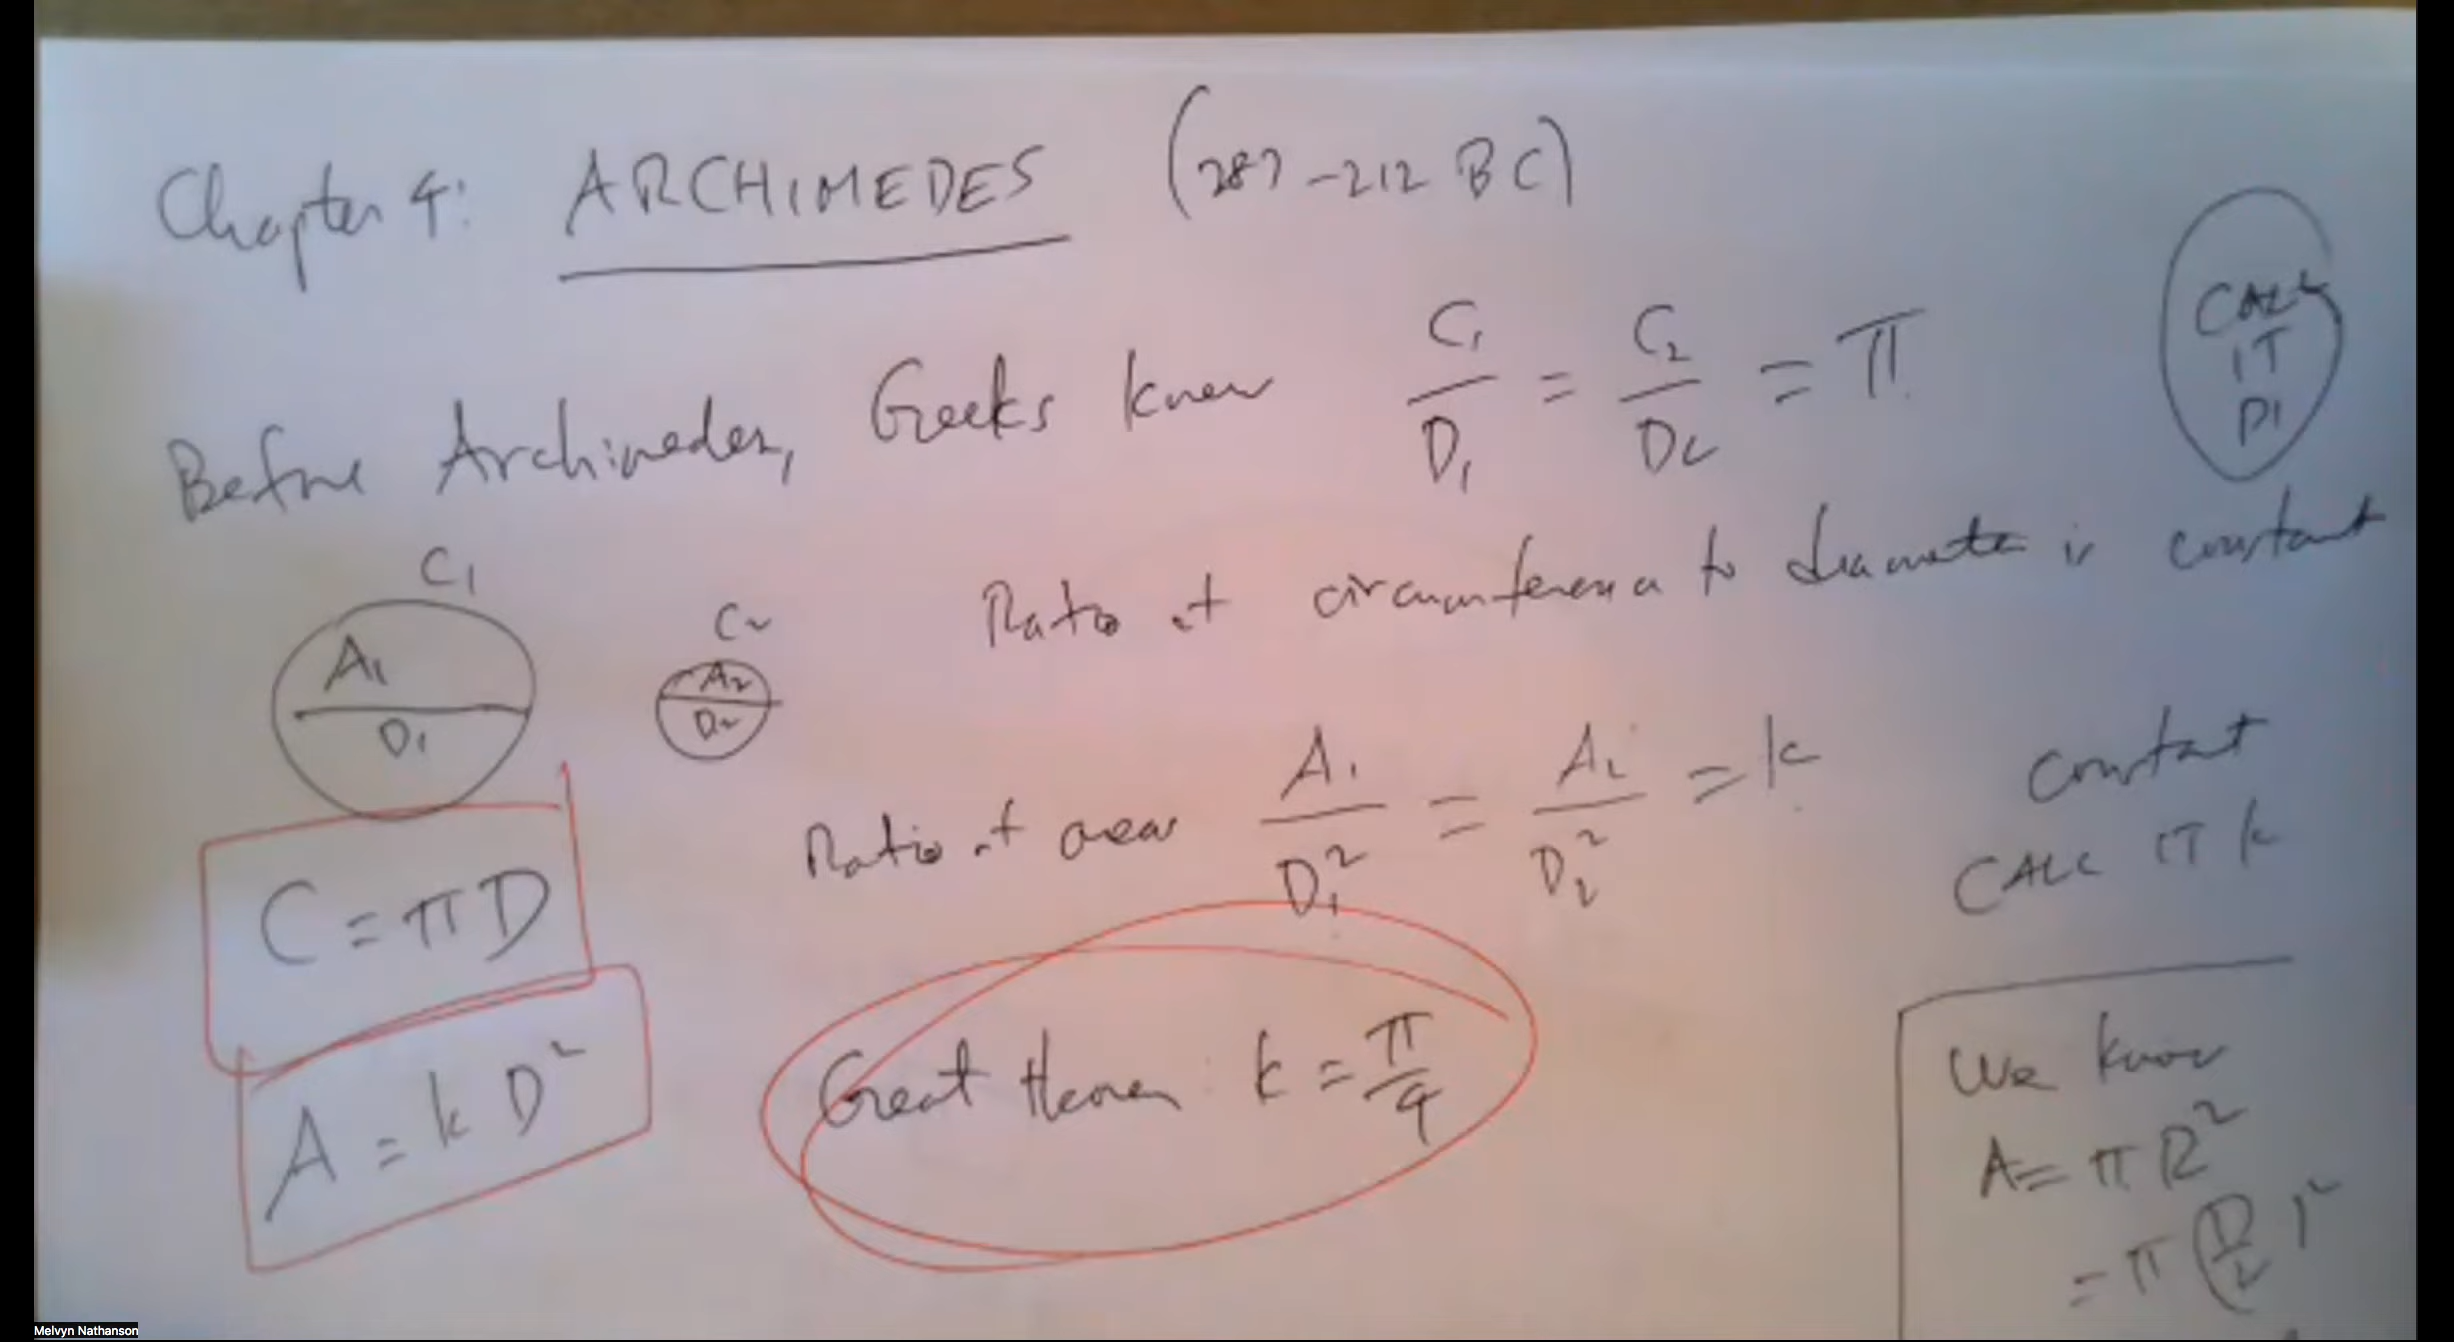 Chapter 4: ARCHIMEDES (287-212 BC)
Before Archimedes, Greeks knew C₁/D₁ = C₂/D₂ = π
CALL
IT
PI
Ratio of circumference to diameter is constant
C₁
A₁
D₁
C₂
A₂
D₂
Ratio of areas A₁/D₁² = A₂/D₂² = k
Constant
CALL IT k
C = πD
A = kD²
Great theorem: k = π/4
We know
A = πR²
= π(D/2)²
Melvyn Nathanson